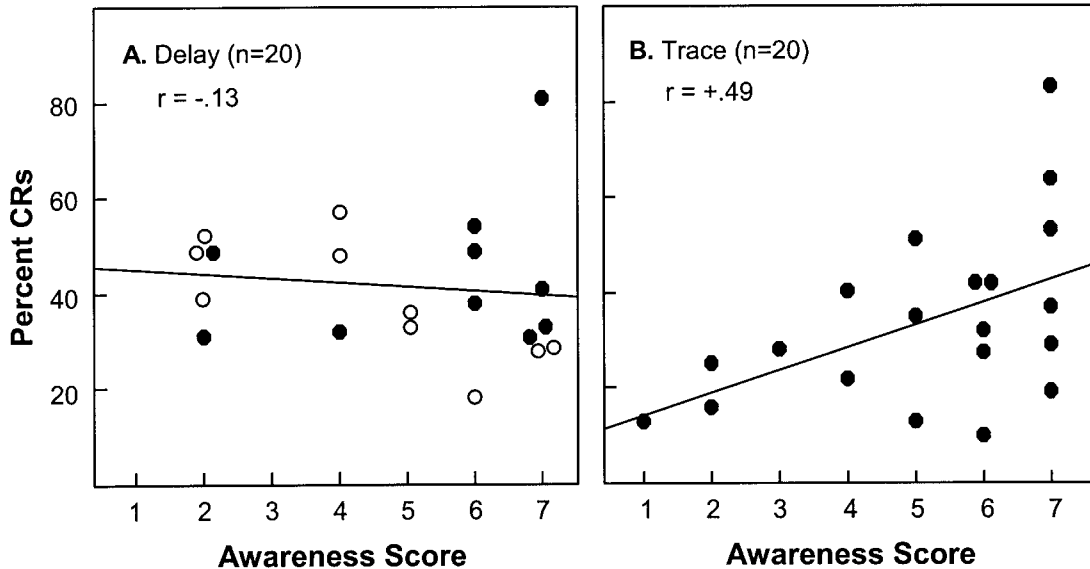 A. Delay (n=20)
r = -.13
80
60
40
20
Percent CRs
1 2 3 4 5 6 7
Awareness Score
B. Trace (n=20)
r = +.49
1 2 3 4 5 6 7
Awareness Score